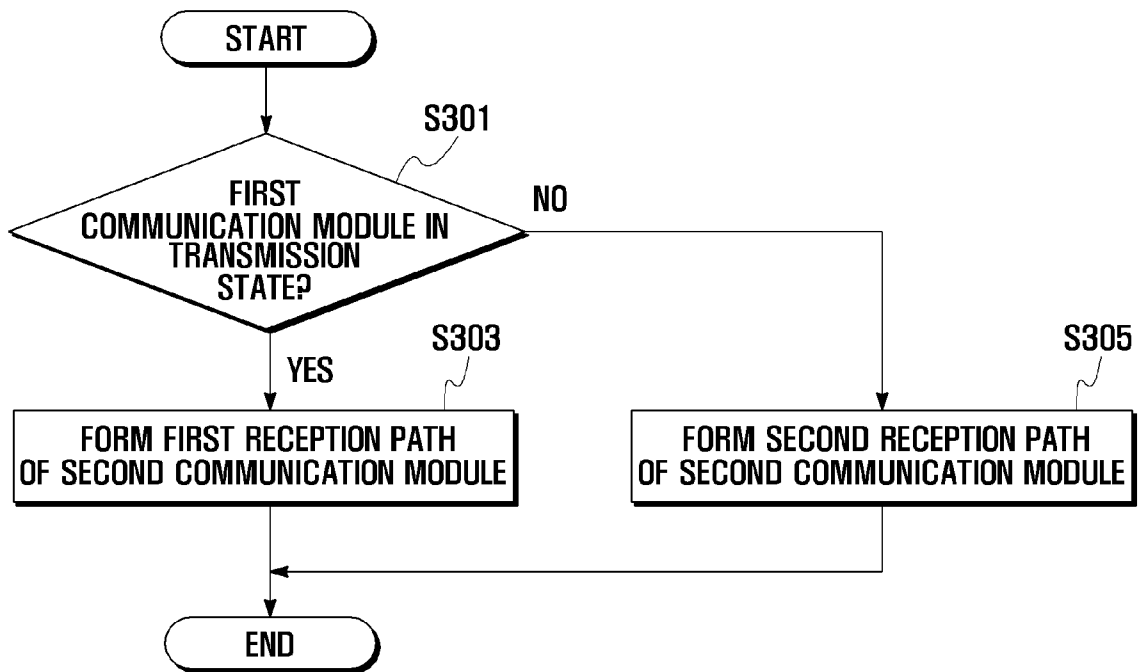 START
S301
FIRST
COMMUNICATION MODULE IN
TRANSMISSION
STATE?
NO
YES
S303
FORM FIRST RECEPTION PATH
OF SECOND COMMUNICATION MODULE
S305
FORM SECOND RECEPTION PATH
OF SECOND COMMUNICATION MODULE
END